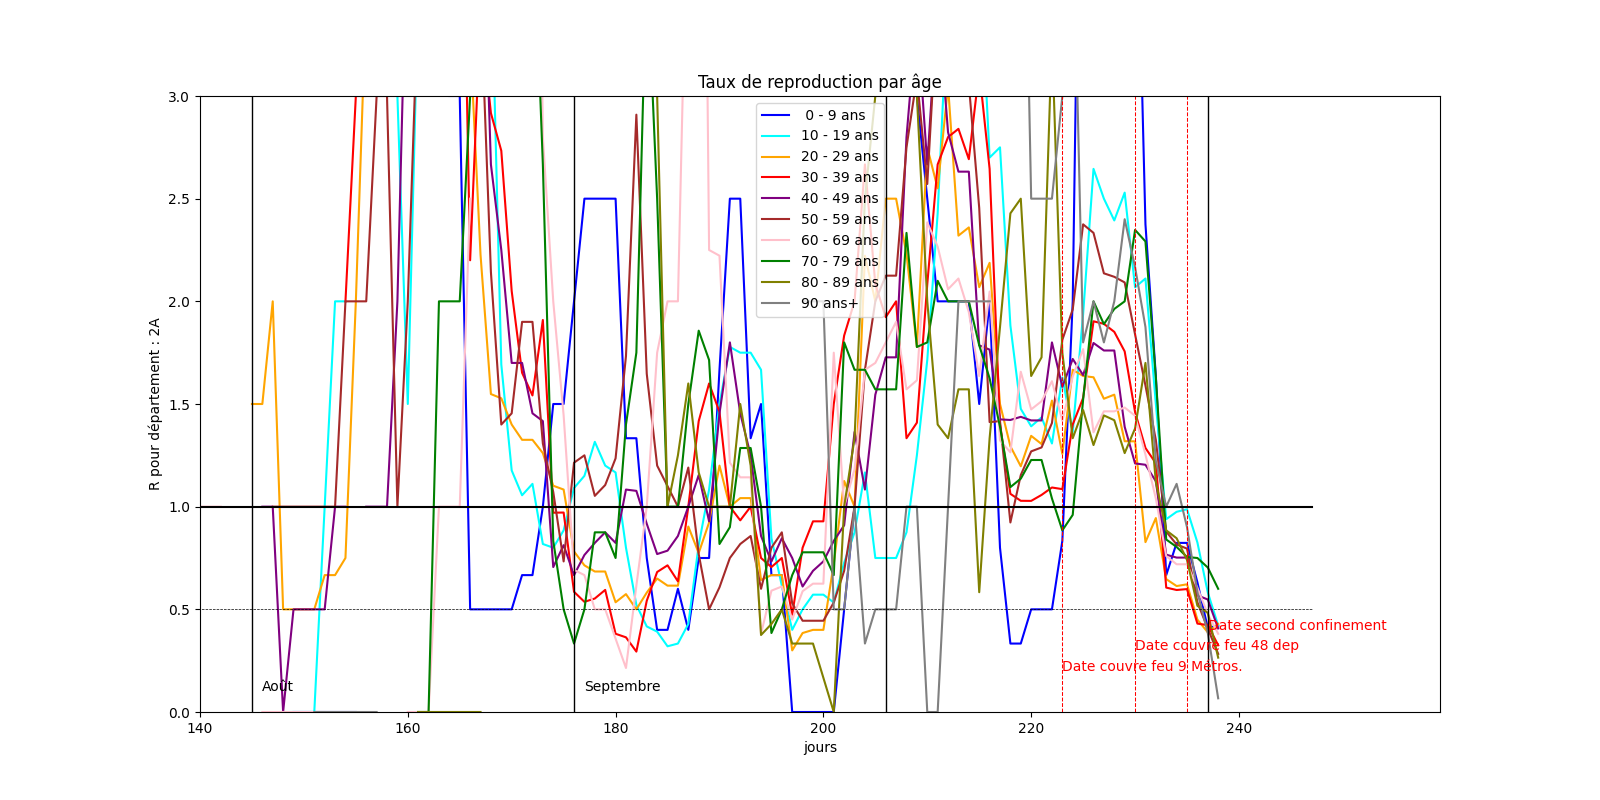 Taux de reproduction par âge
R pour département : 2A
3.0
2.5
2.0
1.5
1.0
0.5
0.0
0 - 9 ans
10 - 19 ans
20 - 29 ans
30 - 39 ans
40 - 49 ans
50 - 59 ans
60 - 69 ans
70 - 79 ans
80 - 89 ans
90 ans+
Date second confinement
Date couvre feu 48 dep
Date couvre feu 9 Métros.
Août
Septembre
140
160
180
200
220
240
jours